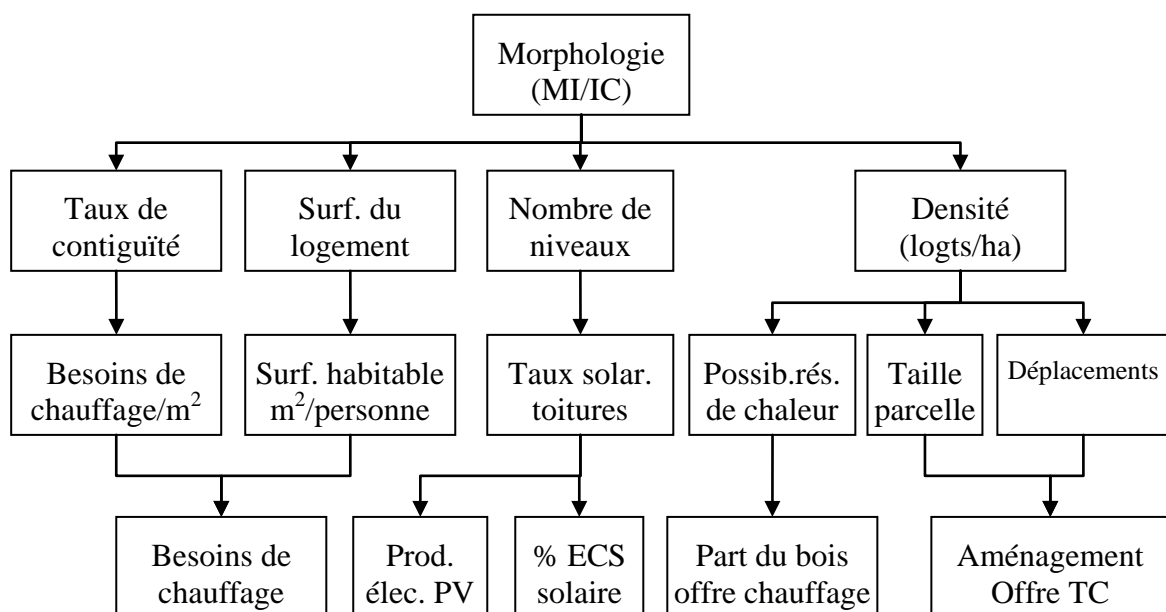 Morphologie
(MI/IC)
Taux de
contiguïté
Surf. du
logement
Nombre de
niveaux
Densité
(logts/ha)
Besoins de
chauffage/m²
Surf. habitable
m²/personne
Taux solar.
toitures
Possib.rés.
de chaleur
Taille
parcelle
Déplacements
Besoins de
chauffage
Prod.
élec. PV
% ECS
solaire
Part du bois
offre chauffage
Aménagement
Offre TC